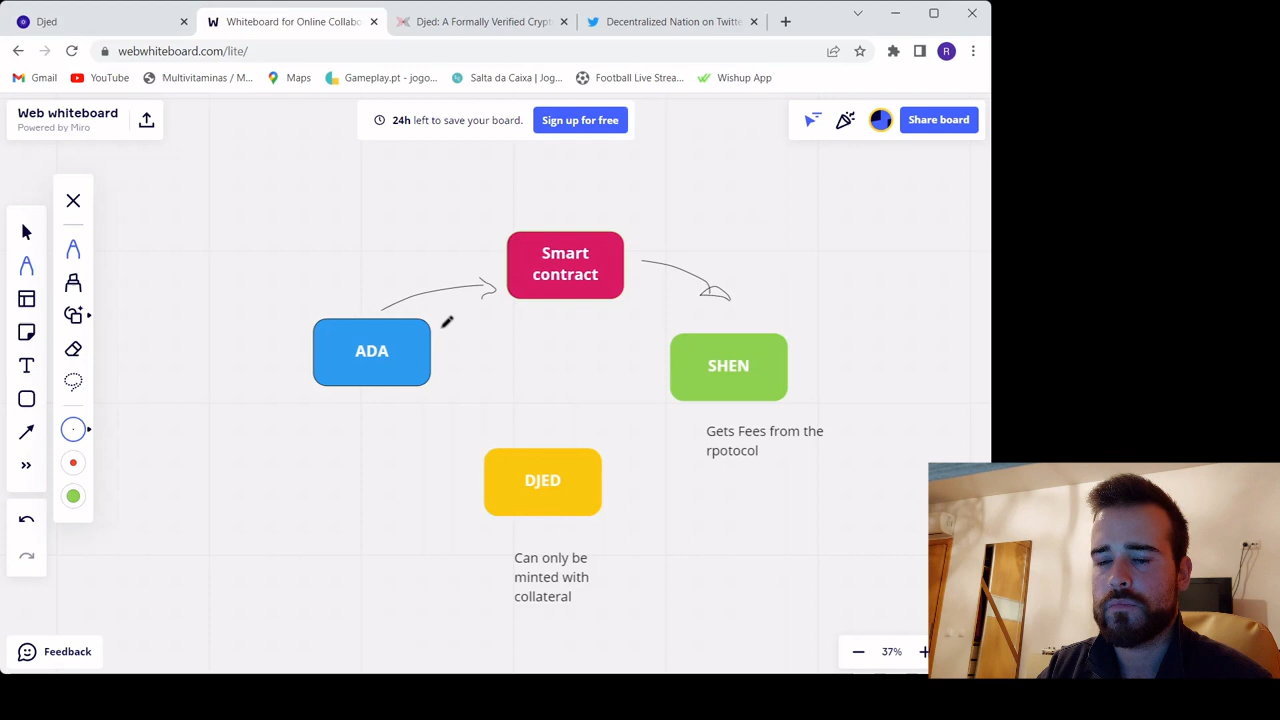 Djed
Whiteboard for Online Collabo
Djed: A Formally Verified Crypt
Decentralized Nation on Twitte
webwhiteboard.com/lite/
R
Gmail
YouTube
Multivitaminas / M...
Maps
Gameplay.pt - jogo...
Salta da Caixa | Jog...
Football Live Strea...
Wishup App
Web whiteboard
Powered by Miro
24h left to save your board.
Sign up for free
Share board
Smart
contract
ADA
SHEN
Gets Fees from the
rpotocol
DJED
Can only be
minted with
collateral
T
Feedback
37%